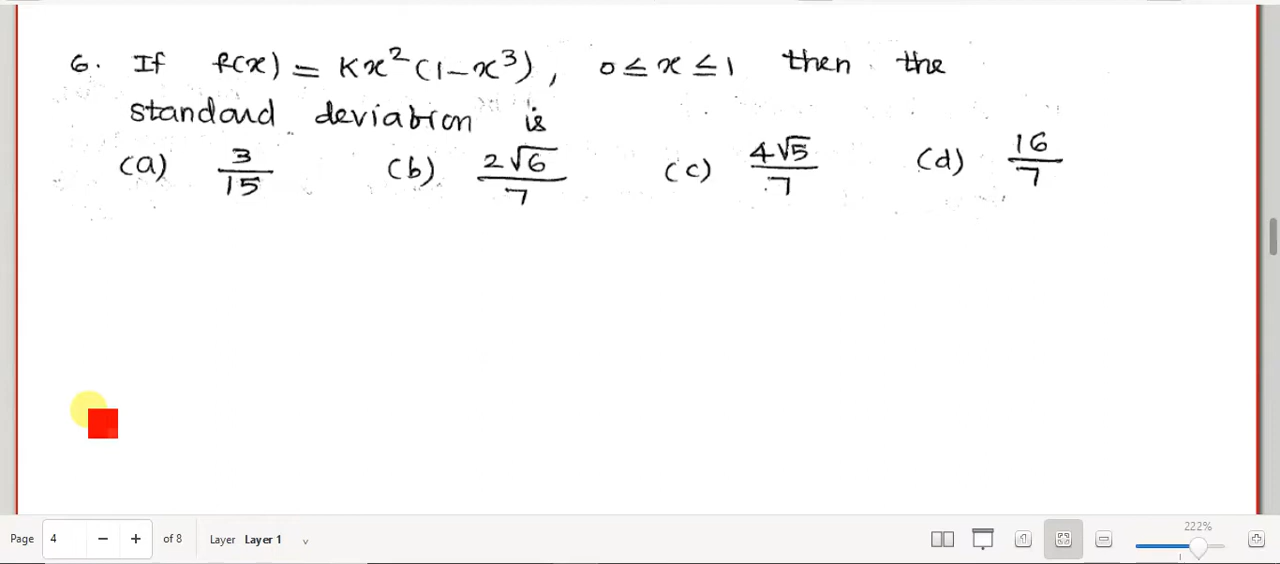 6. If f(x) = Kx²(1-x³), 0 ≤ x ≤ 1 then the
standard deviation is
(a) 3/15 (b) 2√6/7 (c) 4√5/7 (d) 16/7
Page 4 of 8 Layer Layer 1 222%